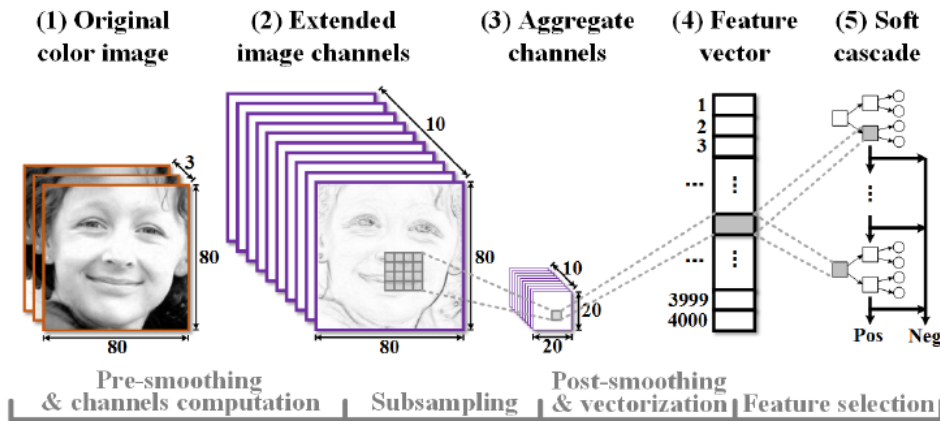 (1) Original
color image
(2) Extended
image channels
(3) Aggregate
channels
(4) Feature
vector
(5) Soft
cascade
3
80
80
10
80
80
10
20
20
1
2
3
...
...
...
...
3999
4000
...
Pos
Neg
Pre-smoothing
& channels computation
Subsampling
Post-smoothing
& vectorization
Feature selection